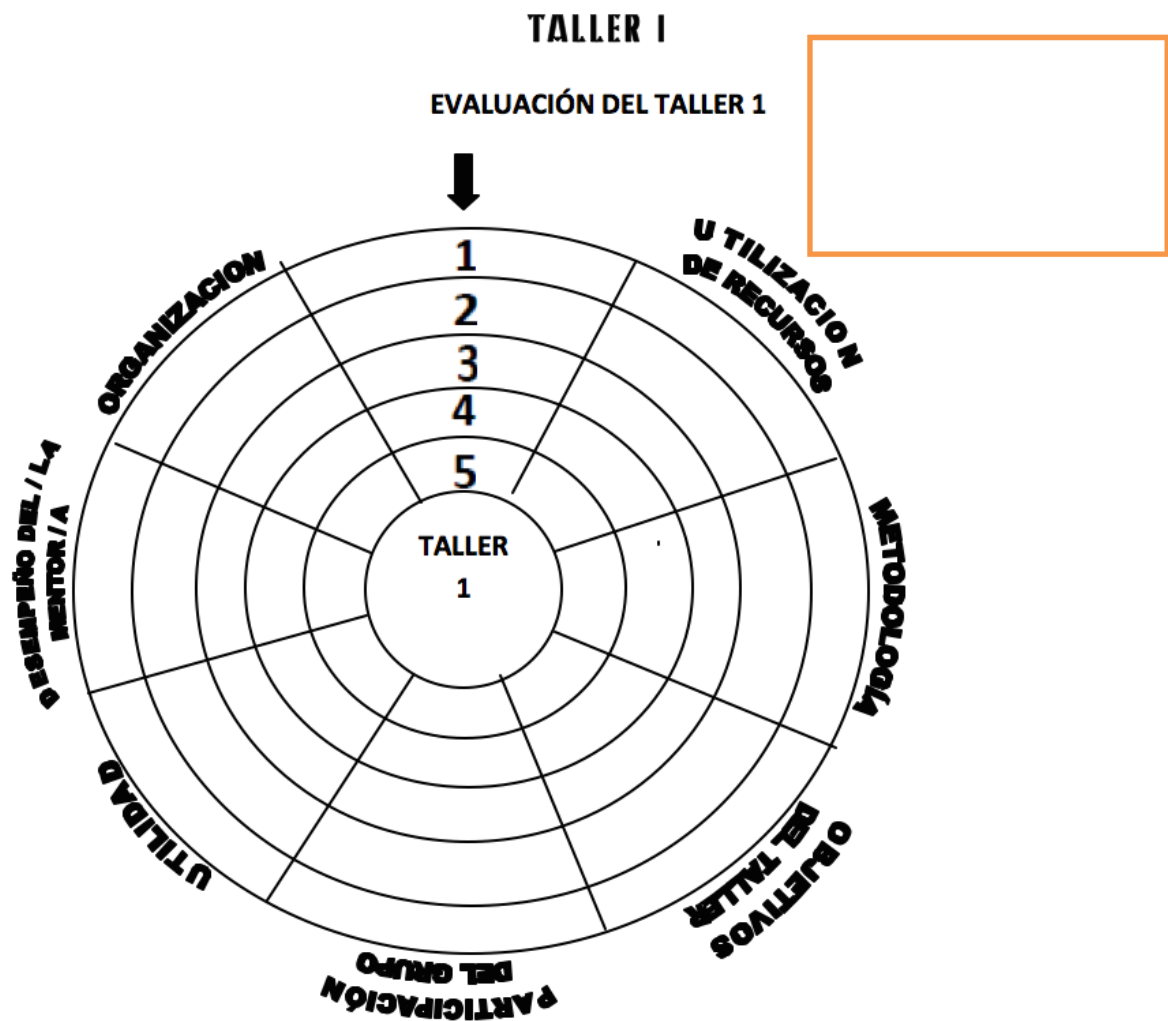 TALLER I
EVALUACIÓN DEL TALLER 1
1
2
3
4
5
TALLER
1
U TILIZACION
DE RECURSOS
METODOLOGÍA
OBJETIVOS
DEL TALLER
PARTICIPACIÓN
DEL GRUPO
UTILIDAD
DESEMPEÑO DEL / LA
MENTOR / A
ORGANIZACION